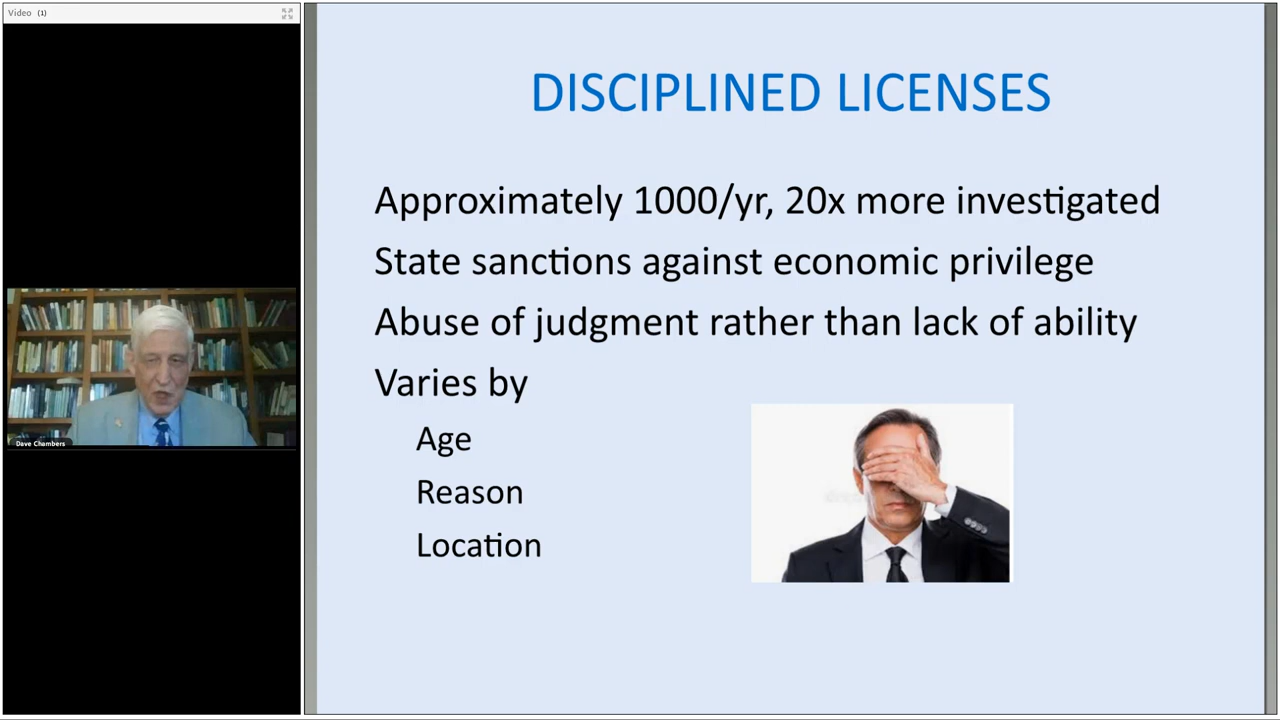 Video (1)
Dave Chambers
DISCIPLINED LICENSES
Approximately 1000/yr, 20x more investigated
State sanctions against economic privilege
Abuse of judgment rather than lack of ability
Varies by
Age
Reason
Location